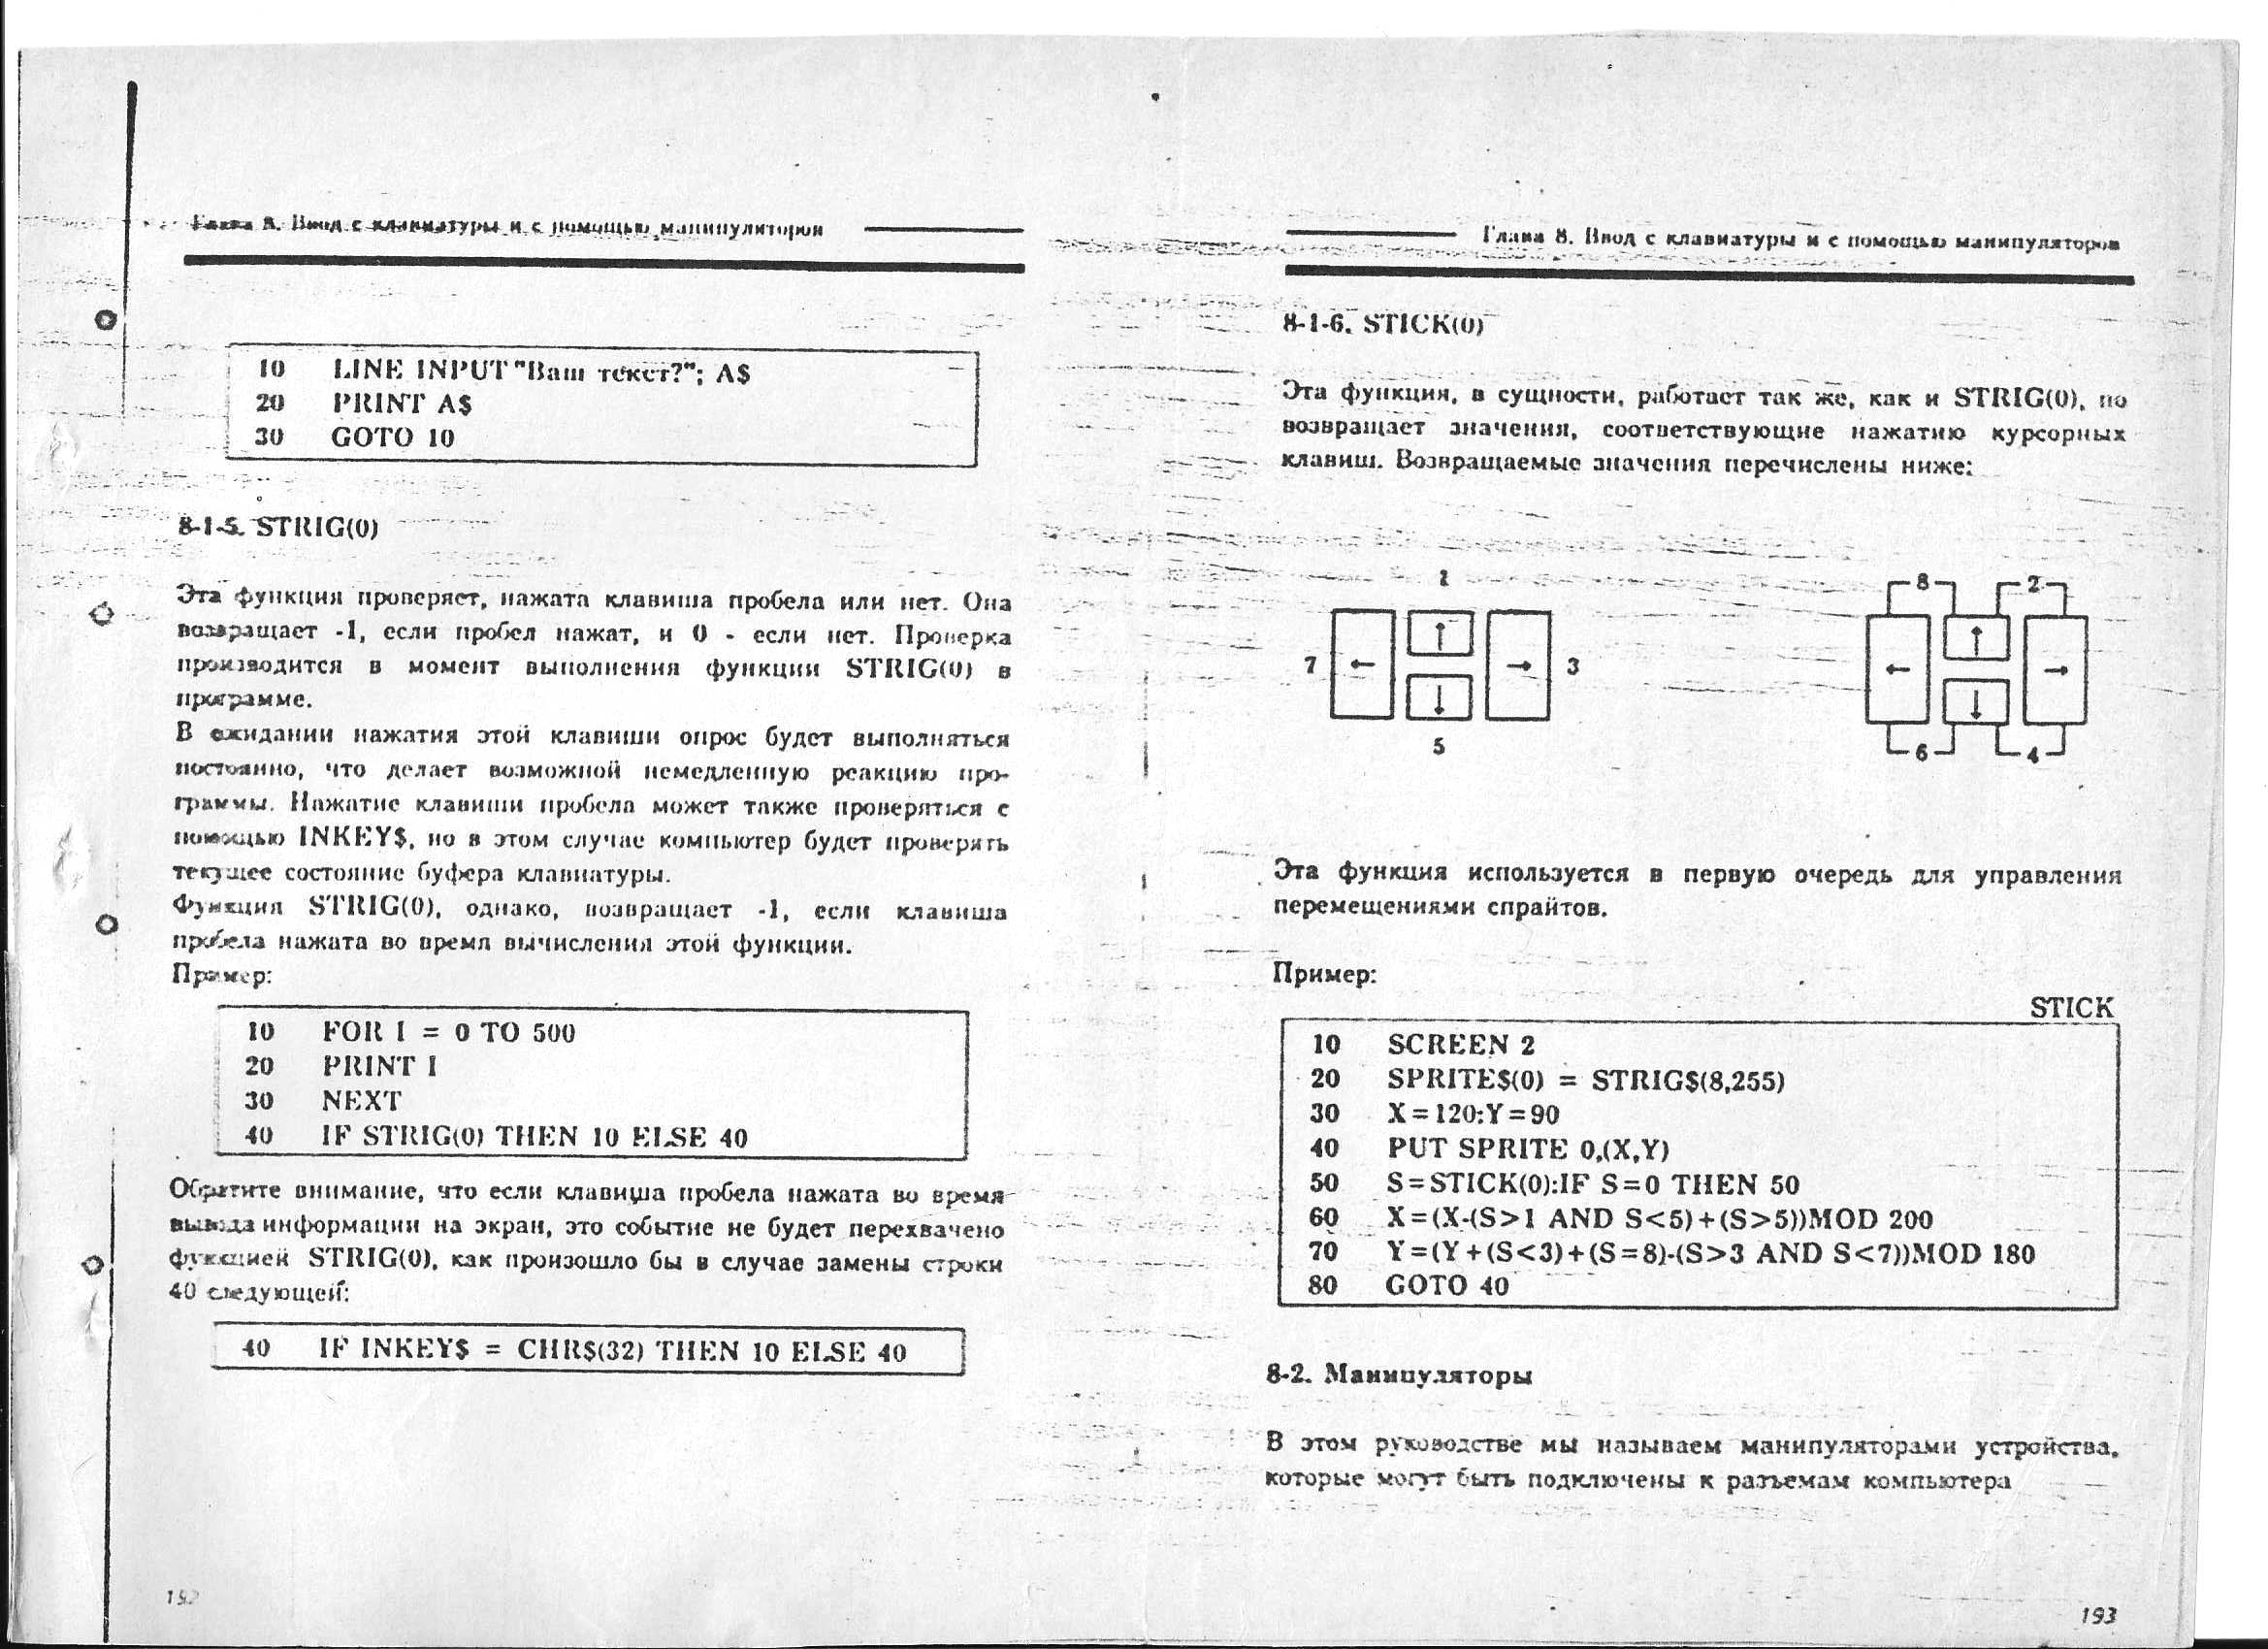 Глава 8. Ввод с клавиатуры и с помощью манипуляторов
10 LINE INPUT "Ваш текст?"; A$
20 PRINT A$
30 GOTO 10
8-1-5. STRIG(0)
Эта функция проверяет, нажата клавиша пробела или нет. Она
возвращает -1, если пробел нажат, и 0 - если нет. Проверка
производится в момент выполнения функции STRIG(0) в
программе.
В ожидании нажатия этой клавиши опрос будет выполняться
постоянно, что делает возможной немедленную реакцию про-
граммы. Нажатие клавиши пробела может также проверяться с
помощью INKEY$, но в этом случае компьютер будет проверять
текущее состояние буфера клавиатуры.
Функция STRIG(0), однако, возвращает -1, если клавиша
пробела нажата во время вычисления этой функции.
Пример:
10 FOR I = 0 TO 500
20 PRINT I
30 NEXT
40 IF STRIG(0) THEN 10 ELSE 40
Обратите внимание, что если клавиша пробела нажата во время
вывода информации на экран, это событие не будет перехвачено
функцией STRIG(0), как произошло бы в случае замены строки
40 следующей:
40 IF INKEY$ = CHR$(32) THEN 10 ELSE 40
192
Глава 8. Ввод с клавиатуры и с помощью манипуляторов
8-1-6. STICK(0)
Эта функция, в сущности, работает так же, как и STRIG(0), но
возвращает значения, соответствующие нажатию курсорных
клавиш. Возвращаемые значения перечислены ниже:
1
7 ← ↑ → 3
↓
5
8 2
← ↑ →
↓
6 4
Эта функция используется в первую очередь для управления
перемещениями спрайтов.
Пример:
STICK
10 SCREEN 2
20 SPRITE$(0) = STRIG$(8,255)
30 X=120:Y=90
40 PUT SPRITE 0,(X,Y)
50 S=STICK(0):IF S=0 THEN 50
60 X=(X-(S>1 AND S<5)+(S>5))MOD 200
70 Y=(Y+(S<3)+(S=8)-(S>3 AND S<7))MOD 180
80 GOTO 40
8-2. Манипуляторы
В этом руководстве мы называем манипуляторами устройства,
которые могут быть подключены к разъемам компьютера
193